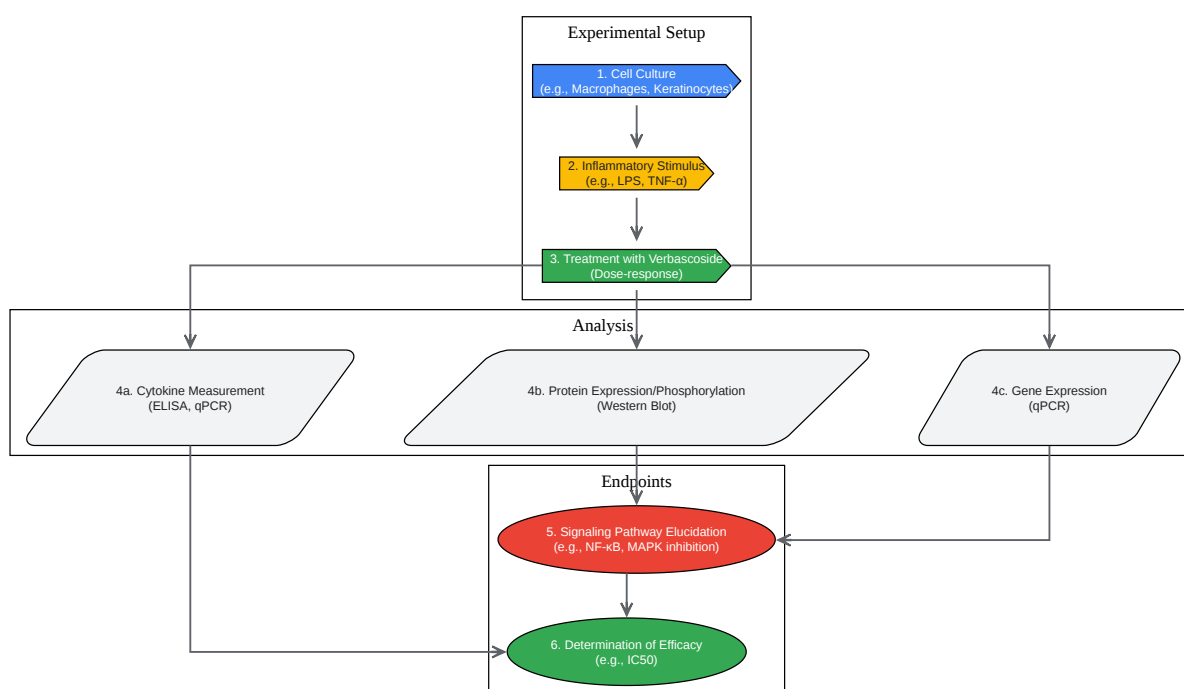 Experimental Setup
1. Cell Culture
(e.g., Macrophages, Keratinocytes)
2. Inflammatory Stimulus
(e.g., LPS, TNF-α)
3. Treatment with Verbascoside
(Dose-response)
Analysis
4a. Cytokine Measurement
(ELISA, qPCR)
4b. Protein Expression/Phosphorylation
(Western Blot)
4c. Gene Expression
(qPCR)
Endpoints
5. Signaling Pathway Elucidation
(e.g., NF-κB, MAPK inhibition)
6. Determination of Efficacy
(e.g., IC50)